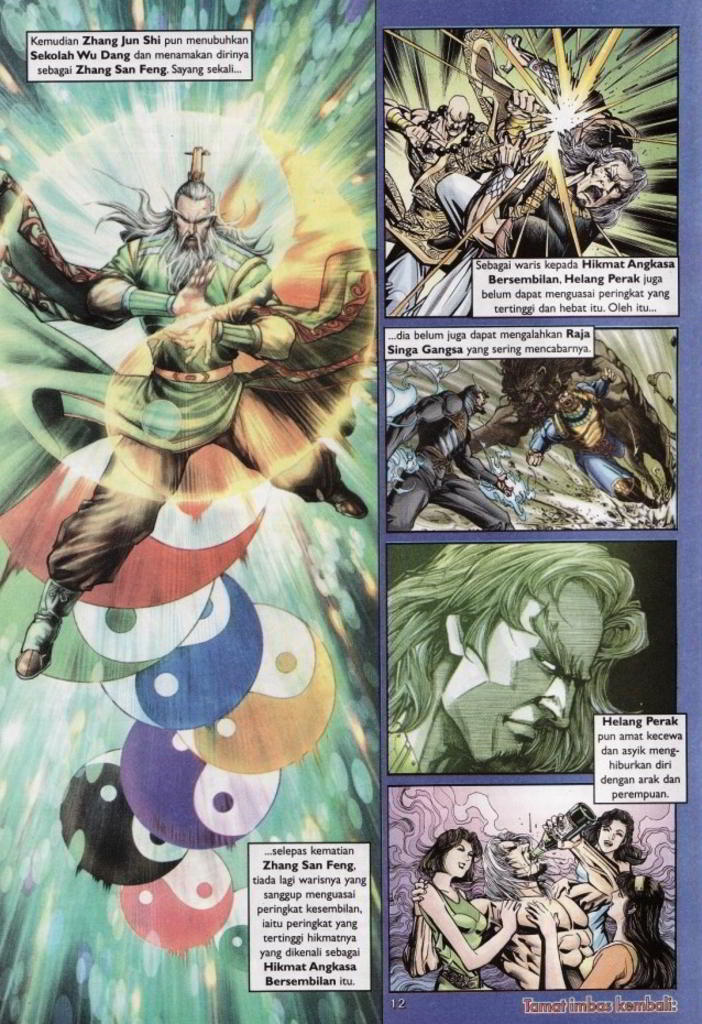 Kemudian Zhang Jun Shi pun menubuhkan
Sekolah Wu Dang dan menamakan dirinya
sebagai Zhang San Feng. Sayang sekali...
...selepas kematian
Zhang San Feng,
tiada lagi warisnya yang
sanggup menguasai
peringkat kesembilan,
iaitu peringkat yang
tertinggi hikmatnya
yang dikenali sebagai
Hikmat Angkasa
Bersembilan itu.
Sebagai waris kepada Hikmat Angkasa
Bersembilan, Helang Perak juga
belum dapat menguasai peringkat yang
tertinggi dan hebat itu. Oleh itu...
...dia belum juga dapat mengalahkan Raja
Singa Gangsa yang sering mencabarnya.
Helang Perak
pun amat kecewa
dan asyik meng-
hiburkan diri
dengan arak dan
perempuan.
12
Tamat imbas kembali: